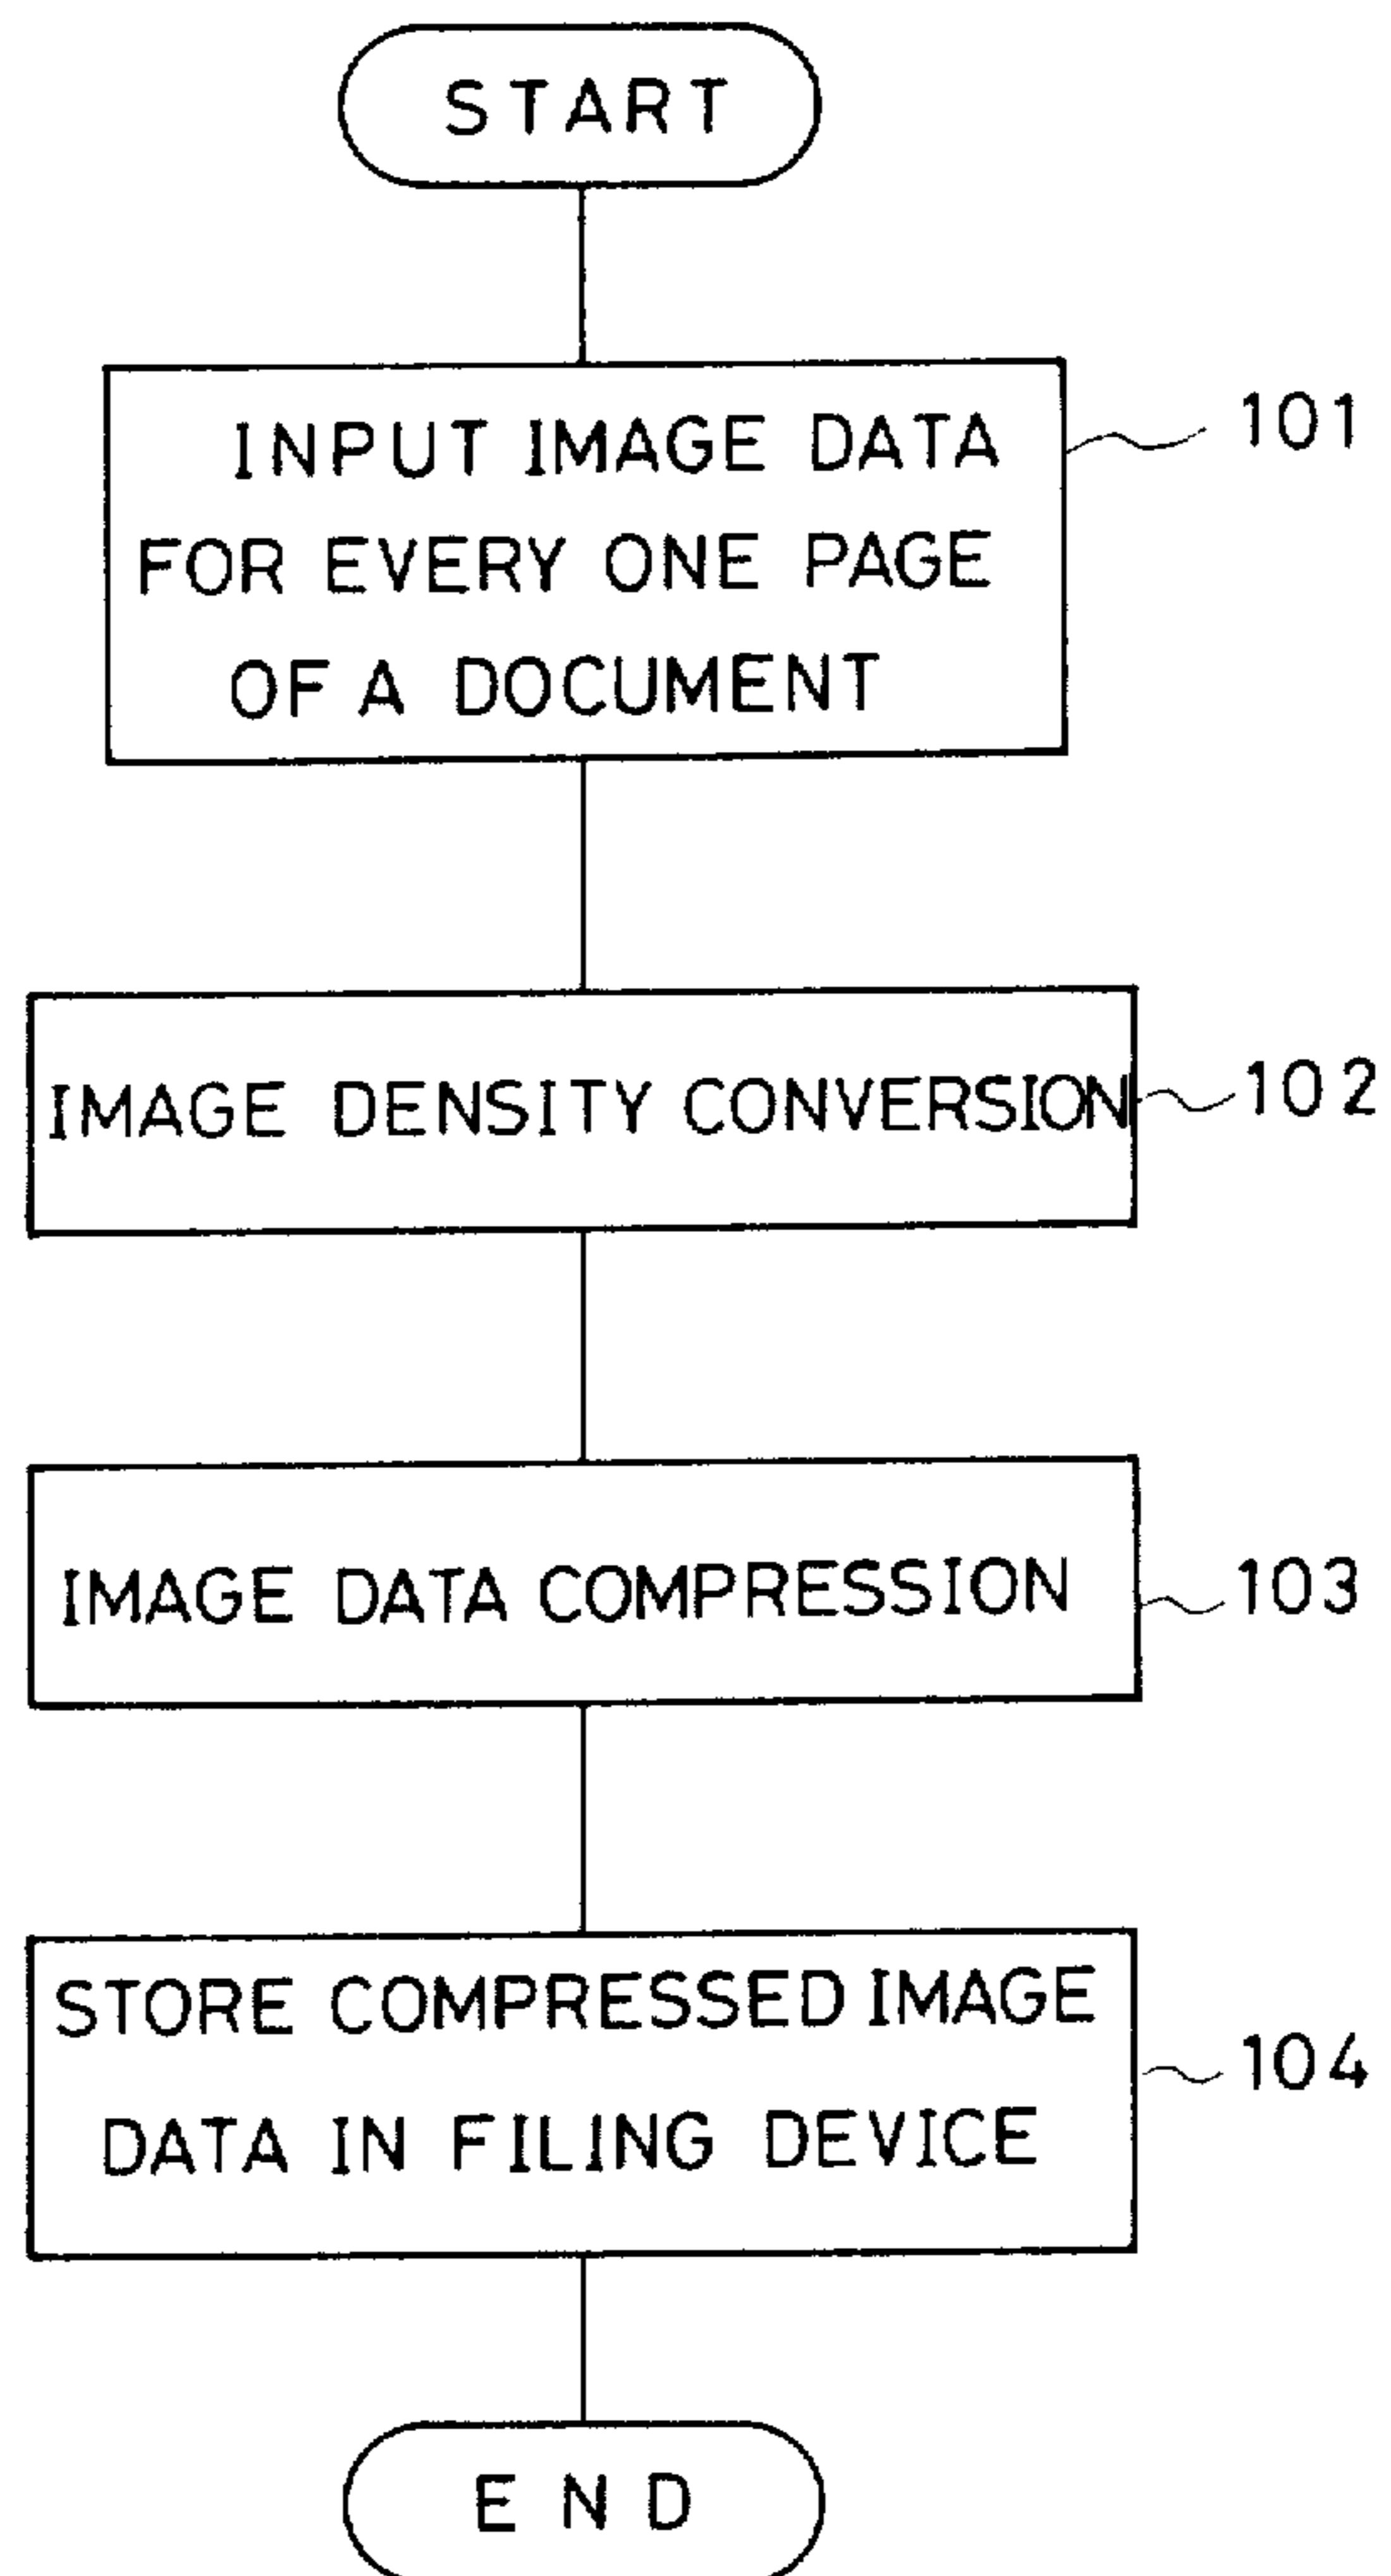 START
INPUT IMAGE DATA
FOR EVERY ONE PAGE
OF A DOCUMENT
101
IMAGE DENSITY CONVERSION
102
IMAGE DATA COMPRESSION
103
STORE COMPRESSED IMAGE
DATA IN FILING DEVICE
104
END